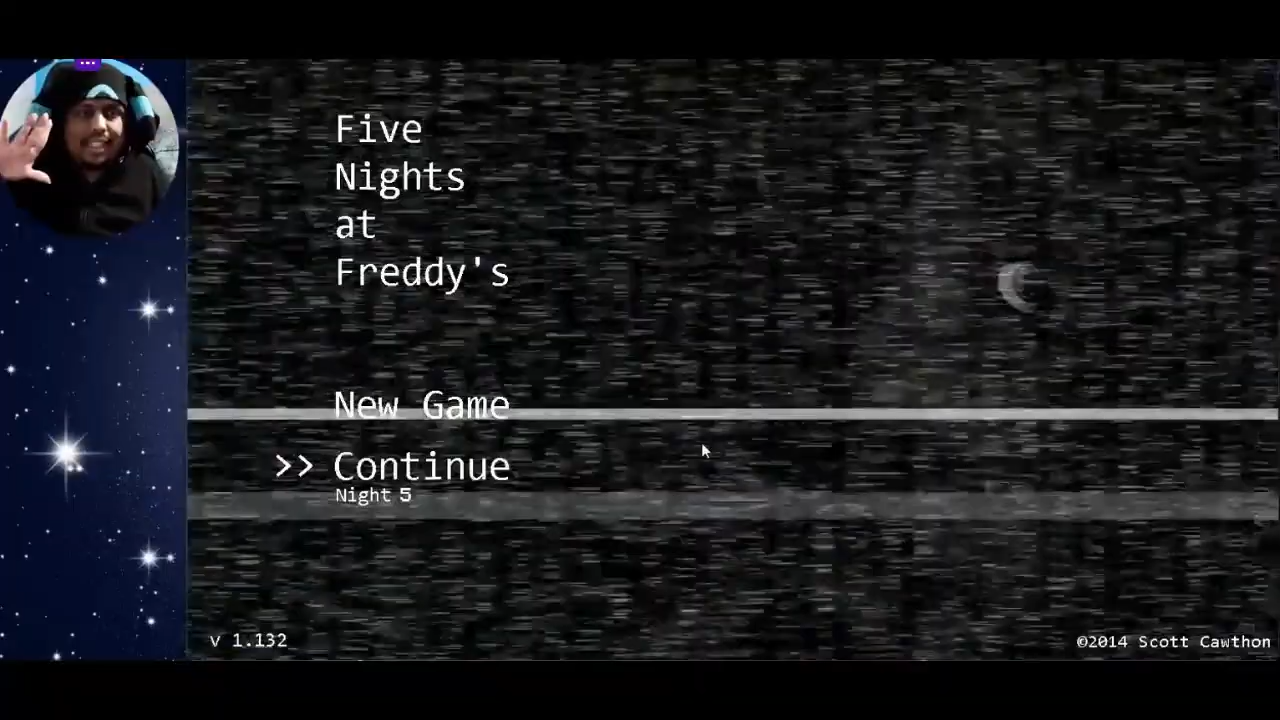 Five
Nights
at
Freddy's
New Game
>> Continue
Night 5
v 1.132
©2014 Scott Cawthon